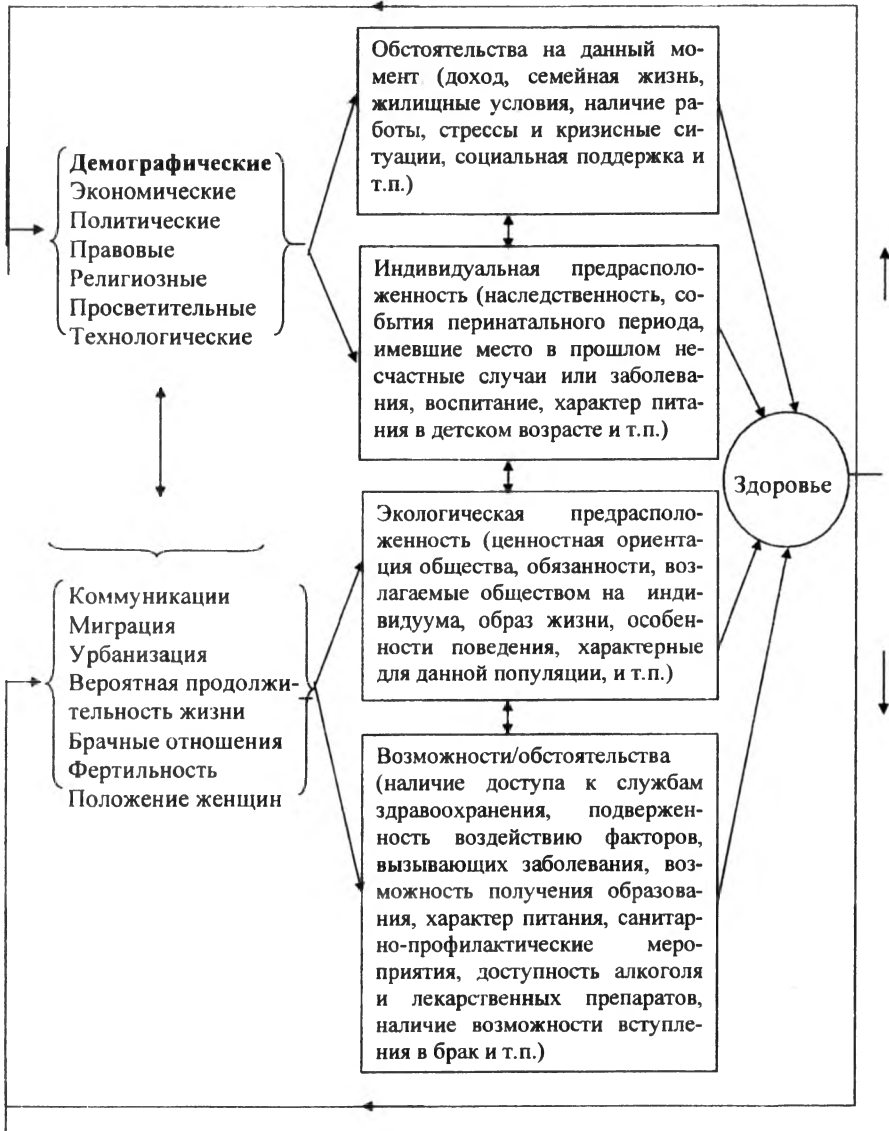 Обстоятельства на данный мо-
мент (доход, семейная жизнь,
жилищные условия, наличие ра-
боты, стрессы и кризисные си-
туации, социальная поддержка и
т.п.)
Демографические
Экономические
Политические
Правовые
Религиозные
Просветительные
Технологические
Индивидуальная предрасполо-
женность (наследственность, со-
бытия перинатального периода,
имевшие место в прошлом не-
счастные случаи или заболева-
ния, воспитание, характер пита-
ния в детском возрасте и т.п.)
Здоровье
Экологическая предрасполо-
женность (ценностная ориента-
ция общества, обязанности, воз-
лагаемые обществом на инди-
видуума, образ жизни, особен-
ности поведения, характерные
для данной популяции, и т.п.)
Коммуникации
Миграция
Урбанизация
Вероятная продолжи-
тельность жизни
Брачные отношения
Фертильность
Положение женщин
Возможности/обстоятельства
(наличие доступа к службам
здравоохранения, подвержен-
ность воздействию факторов,
вызывающих заболевания, воз-
можность получения образова-
ния, характер питания, санитар-
но-профилактические меро-
приятия, доступность алкоголя
и лекарственных препаратов,
наличие возможности вступле-
ния в брак и т.п.)